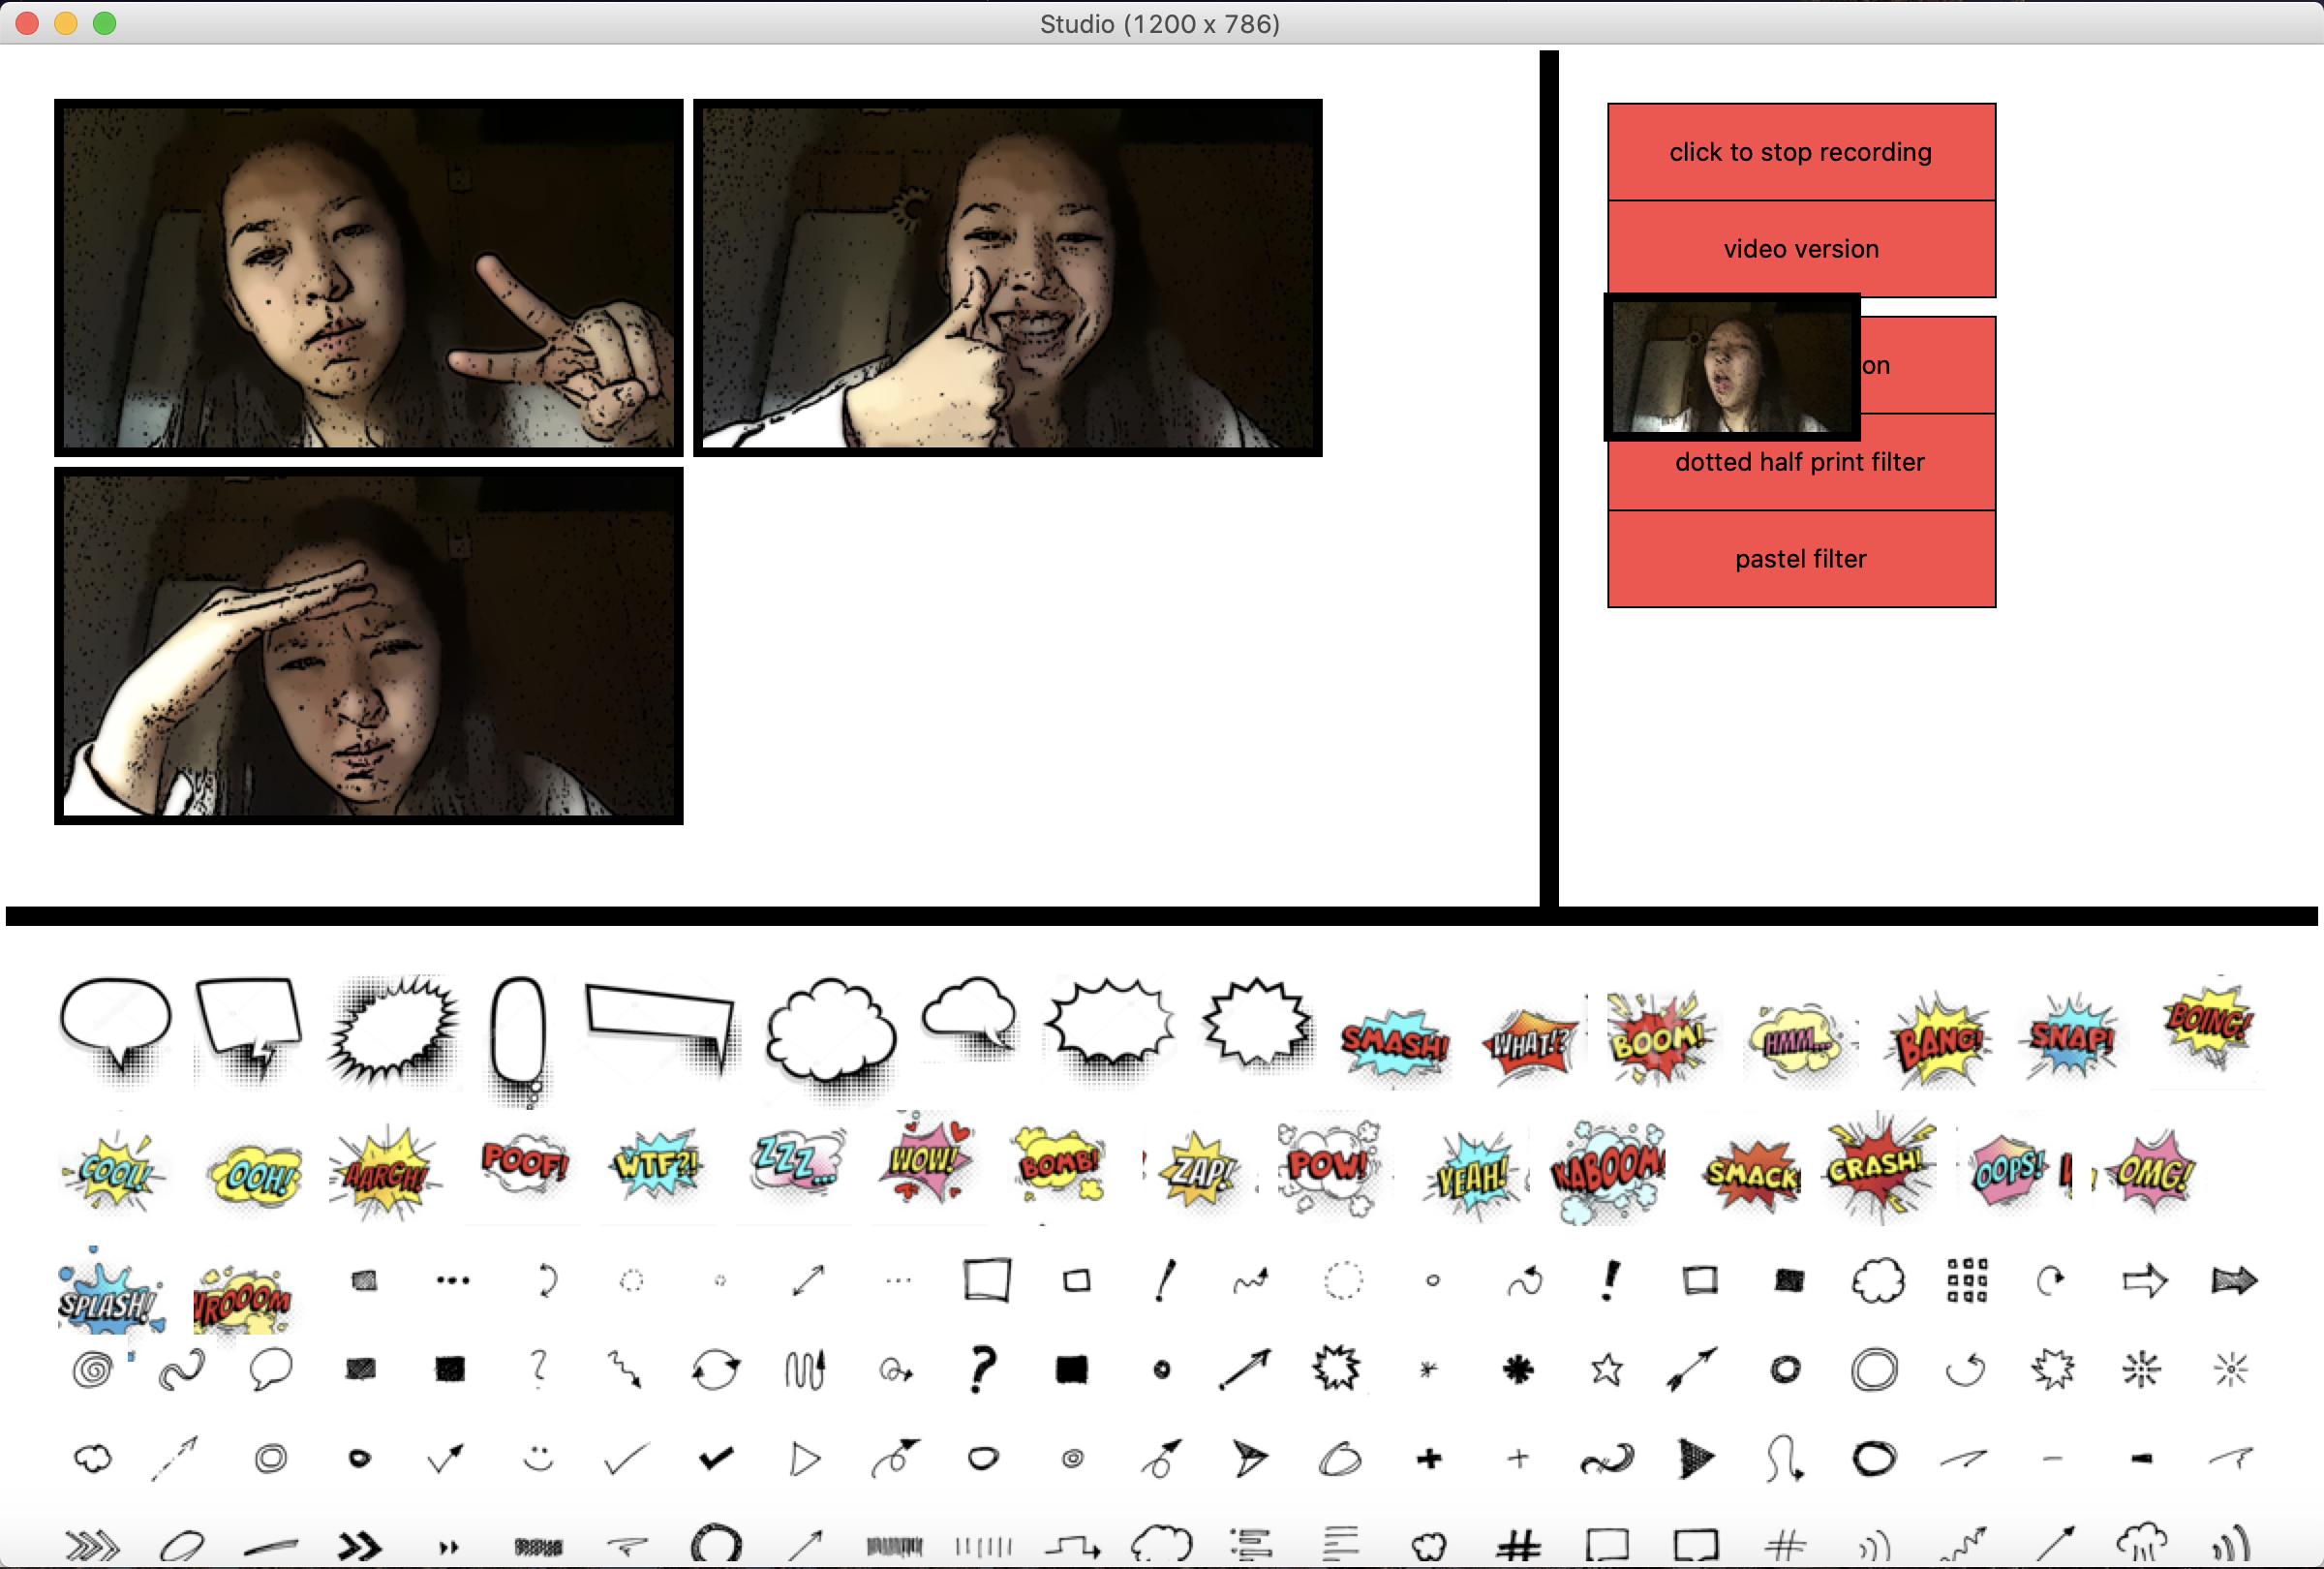 Studio (1200 x 786)
click to stop recording
video version
on
dotted half print filter
pastel filter
SMASH!
WHAT!?
BOOM!
HMM...
BANG!
SNAP!
BOING!
COOL!
OOH!
AARGH!
POOF!
WTF?!
ZZZ...
WOW!
BOMB!
ZAP!
POW!
YEAH!
KABOOM!
SMACK
CRASH!
OOPS!
OMG!
SPLASH!
VROOOM